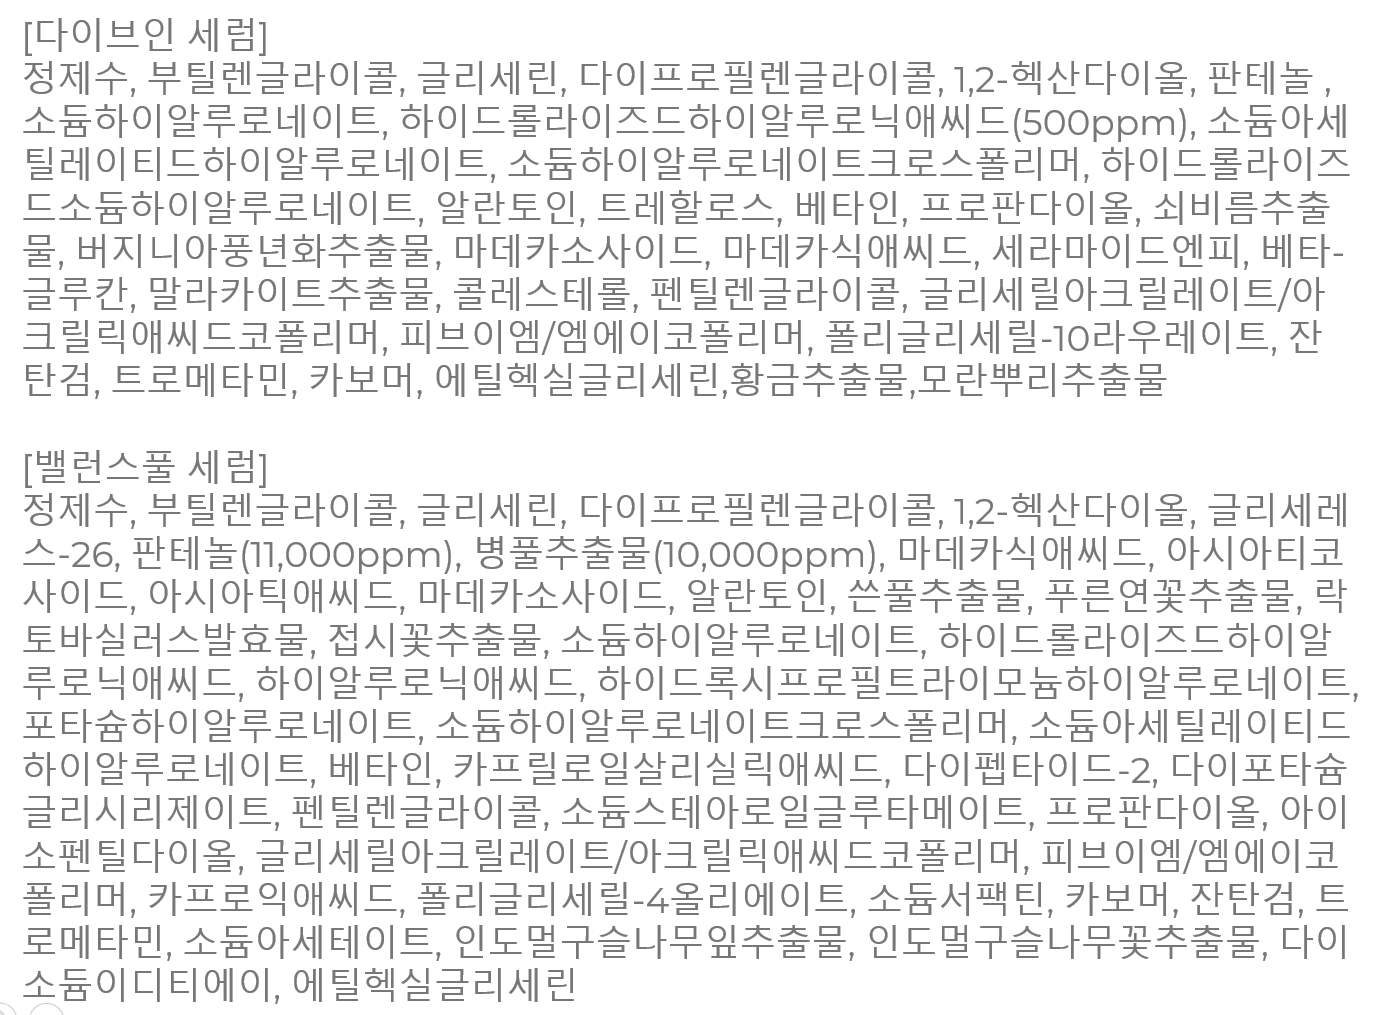 [다이브인 세럼]
정제수, 부틸렌글라이콜, 글리세린, 다이프로필렌글라이콜, 1,2-헥산다이올, 판테놀 ,
소듐하이알루로네이트, 하이드롤라이즈드하이알루로닉애씨드(500ppm), 소듐아세
틸레이티드하이알루로네이트, 소듐하이알루로네이트크로스폴리머, 하이드롤라이즈
드소듐하이알루로네이트, 알란토인, 트레할로스, 베타인, 프로판다이올, 쇠비름추출
물, 버지니아풍년화추출물, 마데카소사이드, 마데카식애씨드, 세라마이드엔피, 베타-
글루칸, 말라카이트추출물, 콜레스테롤, 펜틸렌글라이콜, 글리세릴아크릴레이트/아
크릴릭애씨드코폴리머, 피브이엠/엠에이코폴리머, 폴리글리세릴-10라우레이트, 잔
탄검, 트로메타민, 카보머, 에틸헥실글리세린,황금추출물,모란뿌리추출물
[밸런스풀 세럼]
정제수, 부틸렌글라이콜, 글리세린, 다이프로필렌글라이콜, 1,2-헥산다이올, 글리세레
스-26, 판테놀(11,000ppm), 병풀추출물(10,000ppm), 마데카식애씨드, 아시아티코
사이드, 아시아틱애씨드, 마데카소사이드, 알란토인, 쓴풀추출물, 푸른연꽃추출물, 락
토바실러스발효물, 접시꽃추출물, 소듐하이알루로네이트, 하이드롤라이즈드하이알
루로닉애씨드, 하이알루로닉애씨드, 하이드록시프로필트라이모늄하이알루로네이트,
포타슘하이알루로네이트, 소듐하이알루로네이트크로스폴리머, 소듐아세틸레이티드
하이알루로네이트, 베타인, 카프릴로일살리실릭애씨드, 다이펩타이드-2, 다이포타슘
글리시리제이트, 펜틸렌글라이콜, 소듐스테아로일글루타메이트, 프로판다이올, 아이
소펜틸다이올, 글리세릴아크릴레이트/아크릴릭애씨드코폴리머, 피브이엠/엠에이코
폴리머, 카프로익애씨드, 폴리글리세릴-4올리에이트, 소듐서팩틴, 카보머, 잔탄검, 트
로메타민, 소듐아세테이트, 인도멀구슬나무잎추출물, 인도멀구슬나무꽃추출물, 다이
소듐이디티에이, 에틸헥실글리세린